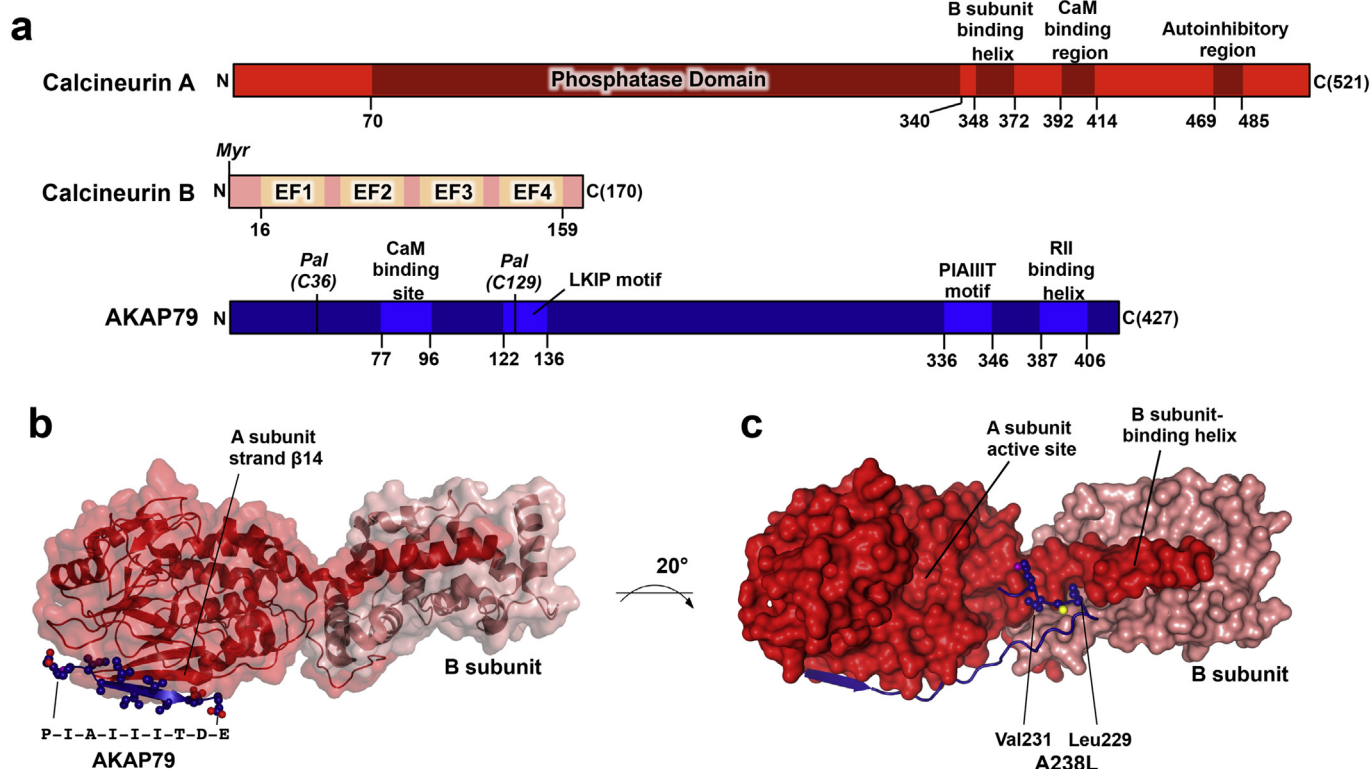 a
B subunit
binding
helix
CaM
binding
region
Autoinhibitory
region
Calcineurin A
N
Phosphatase Domain
C(521)
70
340
348
372
392
414
469
485
Myr
Calcineurin B
N
EF1
EF2
EF3
EF4
C(170)
16
159
Pal
(C36)
CaM
binding
site
Pal
(C129)
LKIP motif
PIAIIIT
motif
RII
binding
helix
AKAP79
N
C(427)
77
96
122
136
336
346
387
406
b
A subunit
strand β14
B subunit
P-I-A-I-I-I-T-D-E
AKAP79
20°
c
A subunit
active site
B subunit-
binding helix
B subunit
Val231
Leu229
A238L